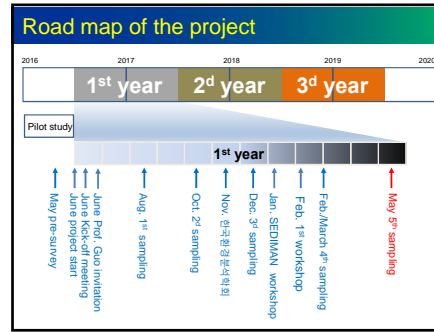 Road map of the project
2016 2017 2018 2019 2020
1st year 2d year 3d year
Pilot study
1st year
May pre-survey
June project start
June Kick-off meeting
June Prof. Guo invitation
Aug. 1st sampling
Oct. 2d sampling
Nov. 한국환경분석학회
Dec. 3d sampling
Jan. SEDIMAN workshop
Feb. 1st workshop
Feb./March 4th sampling
May 5th sampling